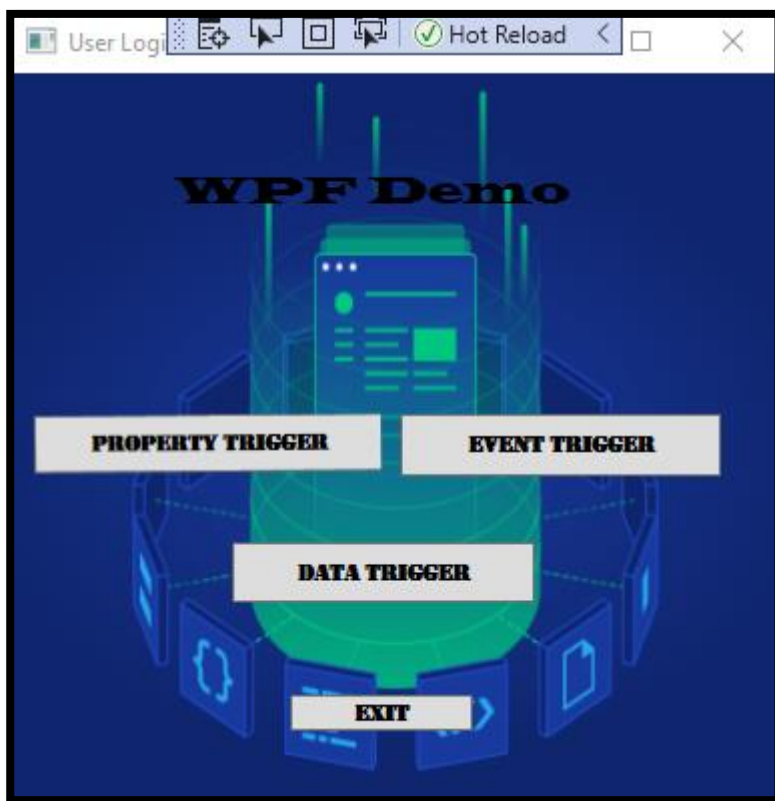 User Logi
Hot Reload
WPF Demo
PROPERTY TRIGGER
EVENT TRIGGER
DATA TRIGGER
EXIT